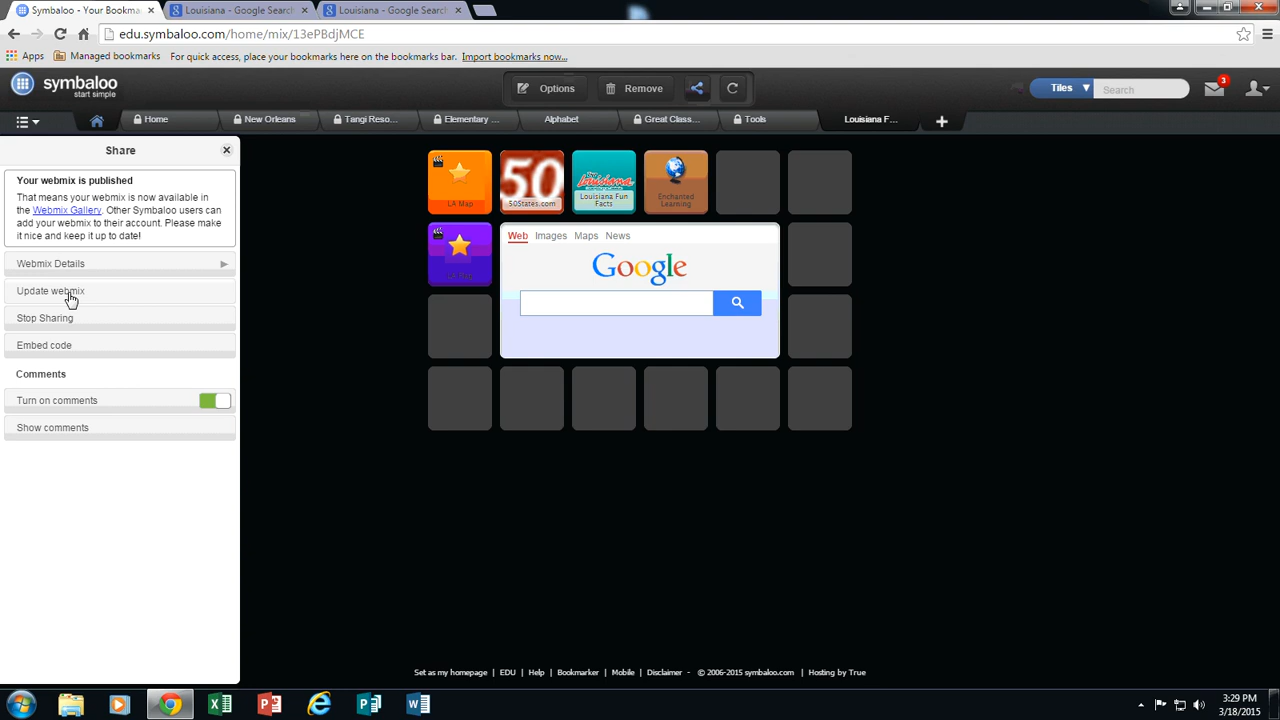 Symbaloo - Your Bookma
Louisiana - Google Search
Louisiana - Google Search
edu.symbaloo.com/home/mix/13ePBdjMCE
Apps
Managed bookmarks
For quick access, place your bookmarks here on the bookmarks bar. Import bookmarks now...
symbaloo
start simple
Options
Remove
Tiles
Search
3
Home
New Orleans
Tangi Reso...
Elementary ...
Alphabet
Great Class...
Tools
Louisiana F...
Share
Your webmix is published
That means your webmix is now available in
the Webmix Gallery. Other Symbaloo users can
add your webmix to their account. Please make
it nice and keep it up to date!
Webmix Details
Update webmix
Stop Sharing
Embed code
Comments
Turn on comments
Show comments
LA Map
50
50States.com
Louisiana
Louisiana Fun
Facts
Enchanted
Learning
LA Map
Web Images Maps News
Google
Set as my homepage | EDU | Help | Bookmarker | Mobile | Disclaimer - © 2006-2015 symbaloo.com | Hosting by True
3:29 PM
3/18/2015